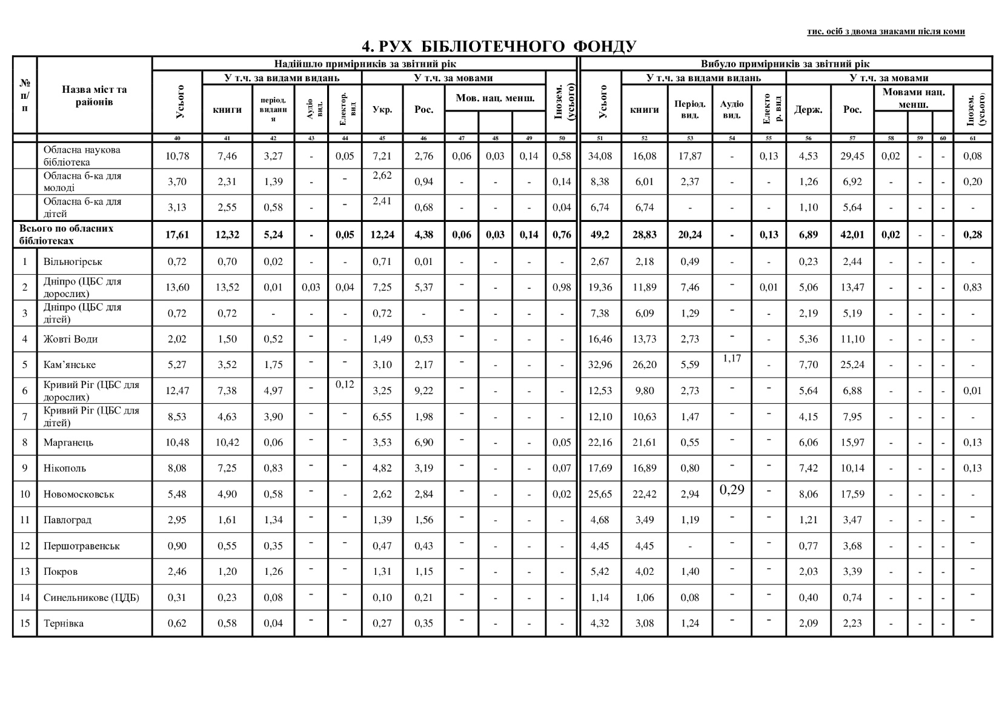 тис. осіб з двома знаками після коми
4. РУХ БІБЛІОТЕЧНОГО ФОНДУ
№ п/п Назва міст та районів Надійшло примірників за звітний рік Вибуло примірників за звітний рік
Усього У т.ч. за видами видань У т.ч. за мовами Інозем. (усього) Усього У т.ч. за видами видань У т.ч. за мовами
книги період. видання Аудіо вид. Електор. вид Укр. Рос. Мов. нац. менш. книги Період. вид. Аудіо вид. Електо р. вид Держ. Рос. Мовами нац. менш. Інозем. (усього)
40 41 42 43 44 45 46 47 48 49 50 51 52 53 54 55 56 57 58 59 60 61
Обласна наукова бібліотека 10,78 7,46 3,27 - 0,05 7,21 2,76 0,06 0,03 0,14 0,58 34,08 16,08 17,87 - 0,13 4,53 29,45 0,02 - - 0,08
Обласна б-ка для молоді 3,70 2,31 1,39 - - 2,62 0,94 - - - 0,14 8,38 6,01 2,37 - - 1,26 6,92 - - - 0,20
Обласна б-ка для дітей 3,13 2,55 0,58 - - 2,41 0,68 - - - 0,04 6,74 6,74 - - - 1,10 5,64 - - - -
Всього по обласних бібліотеках 17,61 12,32 5,24 - 0,05 12,24 4,38 0,06 0,03 0,14 0,76 49,2 28,83 20,24 - 0,13 6,89 42,01 0,02 - - 0,28
1 Вільногірськ 0,72 0,70 0,02 - - 0,71 0,01 - - - - 2,67 2,18 0,49 - - 0,23 2,44 - - - -
2 Дніпро (ЦБС для дорослих) 13,60 13,52 0,01 0,03 0,04 7,25 5,37 - - - 0,98 19,36 11,89 7,46 - 0,01 5,06 13,47 - - - 0,83
3 Дніпро (ЦБС для дітей) 0,72 0,72 - - - 0,72 - - - - - 7,38 6,09 1,29 - - 2,19 5,19 - - - -
4 Жовті Води 2,02 1,50 0,52 - - 1,49 0,53 - - - - 16,46 13,73 2,73 - - 5,36 11,10 - - - -
5 Кам’янське 5,27 3,52 1,75 - - 3,10 2,17 - - - - 32,96 26,20 5,59 1,17 - 7,70 25,24 - - - -
6 Кривий Ріг (ЦБС для дорослих) 12,47 7,38 4,97 - 0,12 3,25 9,22 - - - - 12,53 9,80 2,73 - - 5,64 6,88 - - - 0,01
7 Кривий Ріг (ЦБС для дітей) 8,53 4,63 3,90 - - 6,55 1,98 - - - - 12,10 10,63 1,47 - - 4,15 7,95 - - - -
8 Марганець 10,48 10,42 0,06 - - 3,53 6,90 - - - 0,05 22,16 21,61 0,55 - - 6,06 15,97 - - - 0,13
9 Нікополь 8,08 7,25 0,83 - - 4,82 3,19 - - - 0,07 17,69 16,89 0,80 - - 7,42 10,14 - - - 0,13
10 Новомосковськ 5,48 4,90 0,58 - - 2,62 2,84 - - - 0,02 25,65 22,42 2,94 0,29 - 8,06 17,59 - - - -
11 Павлоград 2,95 1,61 1,34 - - 1,39 1,56 - - - - 4,68 3,49 1,19 - - 1,21 3,47 - - - -
12 Першотравенськ 0,90 0,55 0,35 - - 0,47 0,43 - - - - 4,45 4,45 - - - 0,77 3,68 - - - -
13 Покров 2,46 1,20 1,26 - - 1,31 1,15 - - - - 5,42 4,02 1,40 - - 2,03 3,39 - - - -
14 Синельникове (ЦДБ) 0,31 0,23 0,08 - - 0,10 0,21 - - - - 1,14 1,06 0,08 - - 0,40 0,74 - - - -
15 Тернівка 0,62 0,58 0,04 - - 0,27 0,35 - - - - 4,32 3,08 1,24 - - 2,09 2,23 - - - -